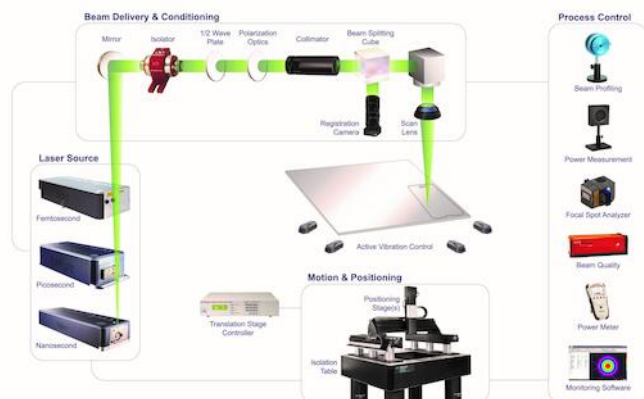 Beam Delivery & Conditioning
Process Control
Mirror
Isolator
1/2 Wave
Plate
Polarization
Optics
Collimator
Beam Splitting
Cube
Registration
Camera
Scan
Lens
Beam Profiling
Power Measurement
Laser Source
Femtosecond
Picosecond
Nanosecond
Active Vibration Control
Focal Spot Analyzer
Beam Quality
Motion & Positioning
Translation Stage
Controller
Positioning
Stage(s)
Isolation
Table
Power Meter
Monitoring Software